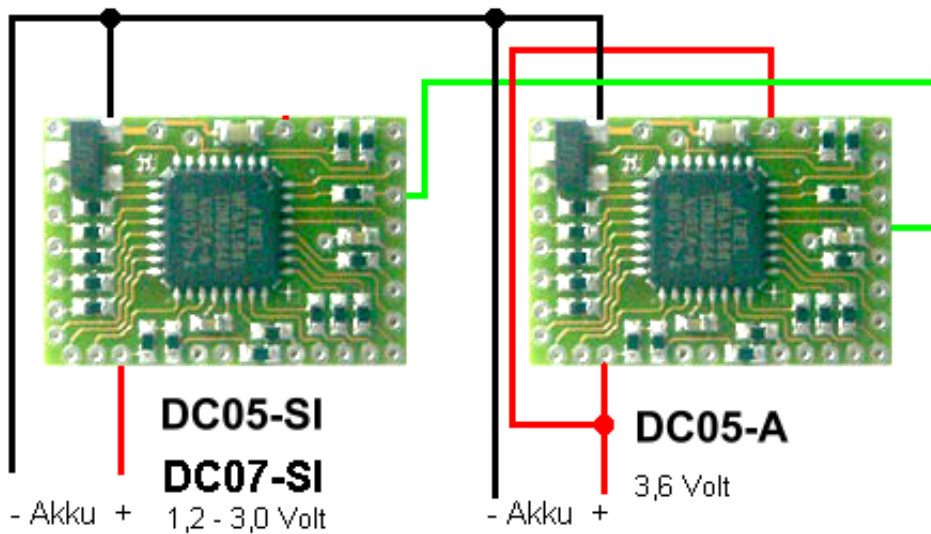 DC05-SI
DC07-SI
1,2 - 3,0 Volt
- Akku +
DC05-A
3,6 Volt
- Akku +